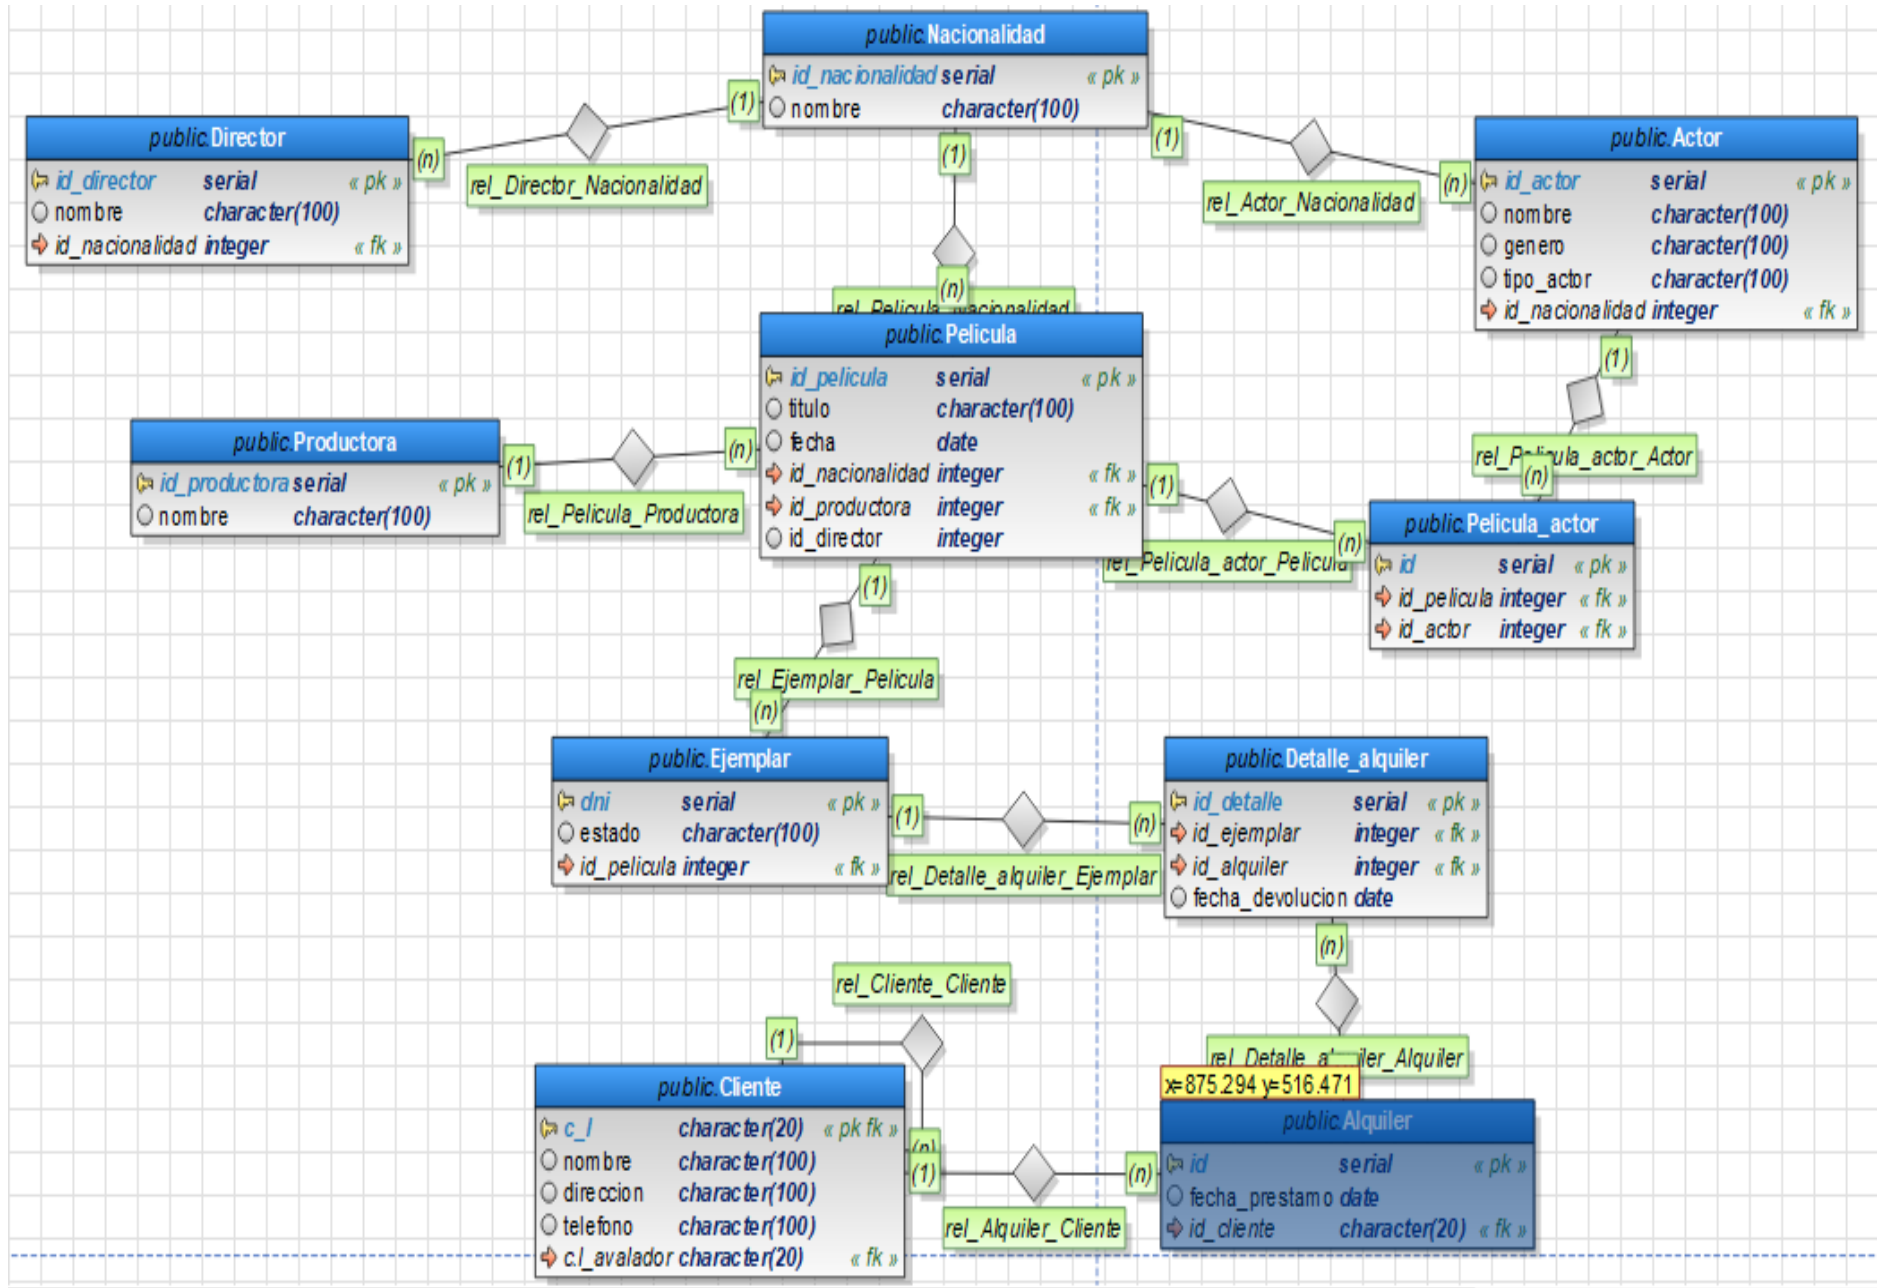 public.Nacionalidad
id_nacionalidad serial « pk »
nombre character(100)
(1)
(1)
(1)
public.Director
id_director serial « pk »
nombre character(100)
id_nacionalidad integer « fk »
(n)
rel_Director_Nacionalidad
rel_Actor_Nacionalidad
(n)
public.Actor
id_actor serial « pk »
nombre character(100)
genero character(100)
tipo_actor character(100)
id_nacionalidad integer « fk »
(n)
rel_Pelicula_Nacionalidad
public.Pelicula
id_pelicula serial « pk »
titulo character(100)
fecha date
id_nacionalidad integer « fk »
id_productora integer « fk »
id_director integer
(1)
rel_Pelicula_actor_Actor
(n)
public.Productora
id_productora serial « pk »
nombre character(100)
(1)
(n)
rel_Pelicula_Productora
(1)
(n)
rel_Pelicula_actor_Pelicula
public.Pelicula_actor
id serial « pk »
id_pelicula integer « fk »
id_actor integer « fk »
(1)
rel_Ejemplar_Pelicula
(n)
public.Ejemplar
dni serial « pk »
estado character(100)
id_pelicula integer « fk »
(1)
(n)
rel_Detalle_alquiler_Ejemplar
public.Detalle_alquiler
id_detalle serial « pk »
id_ejemplar integer « fk »
id_alquiler integer « fk »
fecha_devolucion date
(n)
rel_Cliente_Cliente
(1)
rel_Detalle_alquiler_Alquiler
x=875.294 y=516.471
public.Cliente
c_I character(20) « pk fk »
nombre character(100)
direccion character(100)
telefono character(100)
c.I_avalador character(20) « fk »
(n)
(1)
(n)
rel_Alquiler_Cliente
public.Alquiler
id serial « pk »
fecha_prestamo date
id_cliente character(20) « fk »